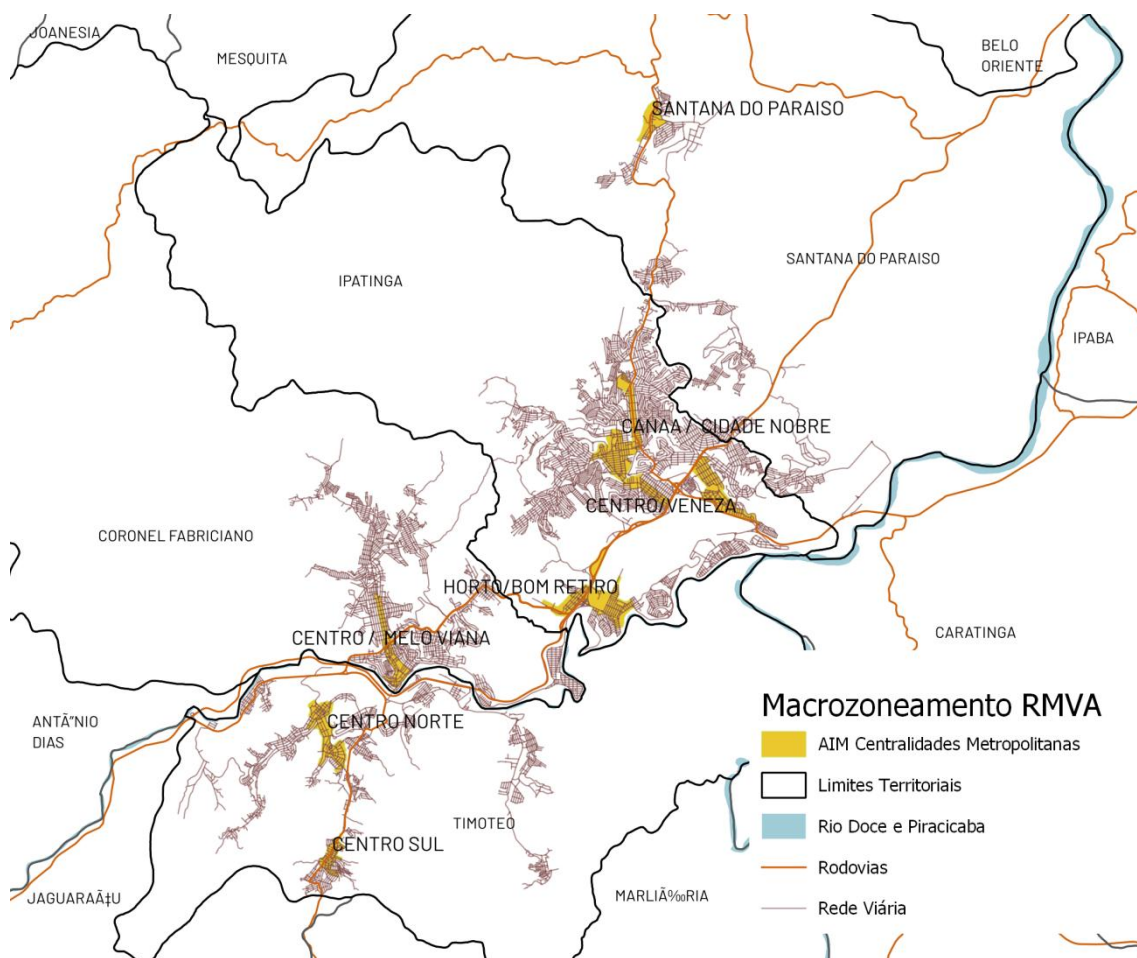 JOANESIA
MESQUITA
BELO
ORIENTE
SANTANA DO PARAISO
SANTANA DO PARAISO
IPATINGA
IPABA
CANAA / CIDADE NOBRE
CENTRO/VENEZA
CORONEL FABRICIANO
HORTO/BOM RETIRO
CENTRO / MELO VIANA
CARATINGA
ANTÃ”NIO
DIAS
CENTRO NORTE
TIMOTEO
CENTRO SUL
JAGUARAÃ‡U
MARLIÃ‰RIA
Macrozoneamento RMVA
AIM Centralidades Metropolitanas
Limites Territoriais
Rio Doce e Piracicaba
Rodovias
Rede Viária